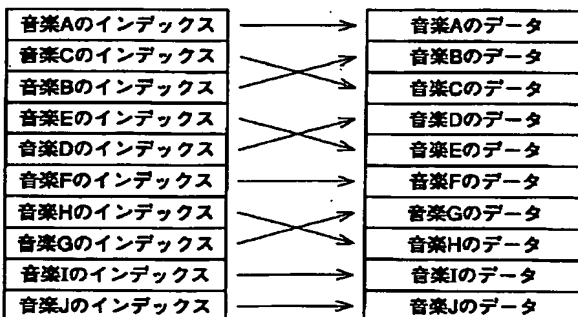 音楽Aのインデックス
音楽Cのインデックス
音楽Bのインデックス
音楽Eのインデックス
音楽Dのインデックス
音楽Fのインデックス
音楽Hのインデックス
音楽Gのインデックス
音楽Iのインデックス
音楽Jのインデックス
音楽Aのデータ
音楽Bのデータ
音楽Cのデータ
音楽Dのデータ
音楽Eのデータ
音楽Fのデータ
音楽Gのデータ
音楽Hのデータ
音楽Iのデータ
音楽Jのデータ